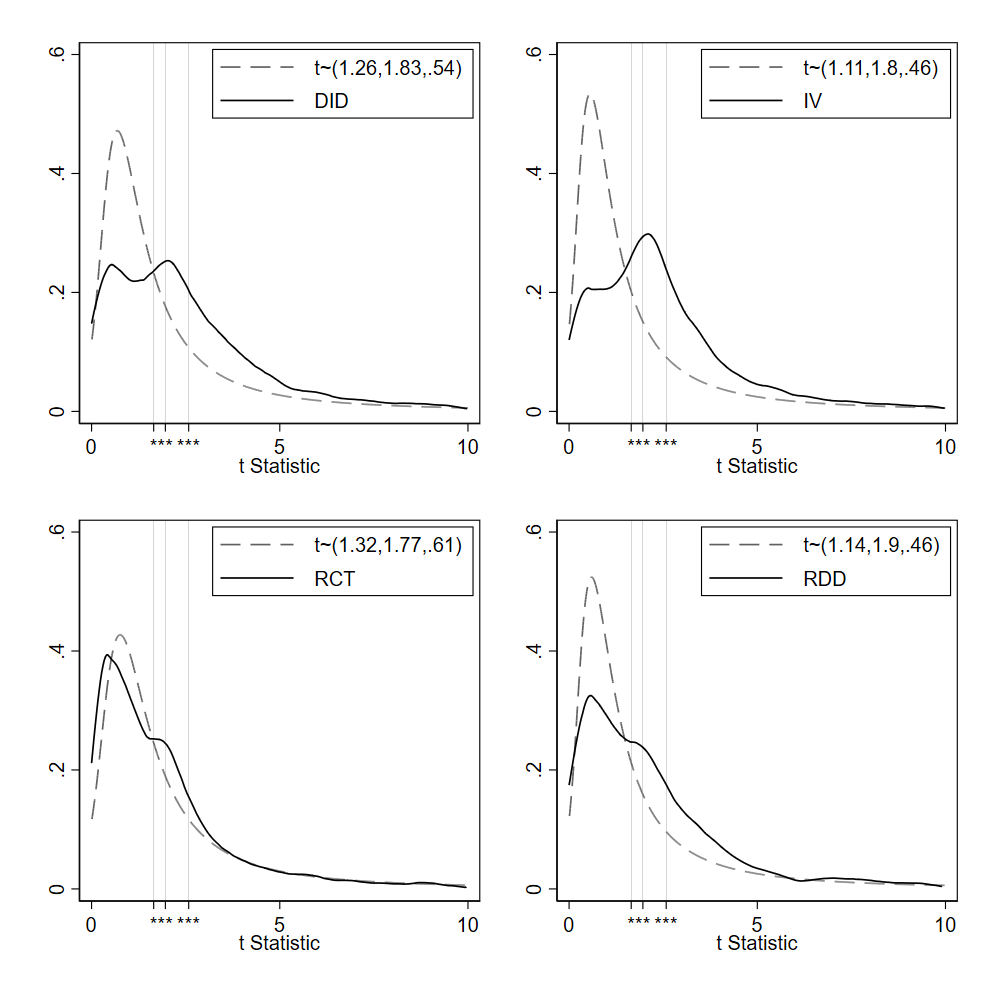 t~(1.26,1.83,.54)
DID
.6
.4
.2
0
0 *** *** 5 10
t Statistic
t~(1.11,1.8,.46)
IV
.6
.4
.2
0
0 *** *** 5 10
t Statistic
t~(1.32,1.77,.61)
RCT
.6
.4
.2
0
0 *** *** 5 10
t Statistic
t~(1.14,1.9,.46)
RDD
.6
.4
.2
0
0 *** *** 5 10
t Statistic